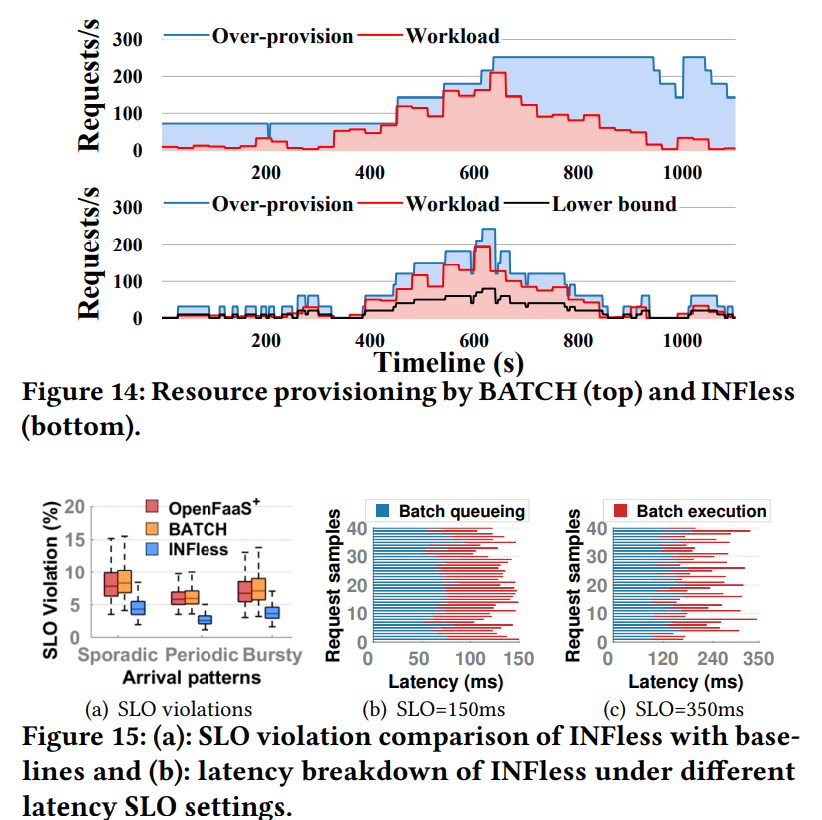 Requests/s
300
200
100
0
Over-provision
Workload
200 400 600 800 1000
Requests/s
300
200
100
0
Over-provision
Workload
Lower bound
200 400 600 800 1000
Timeline (s)
Figure 14: Resource provisioning by BATCH (top) and INFless
(bottom).
SLO Violation (%)
20
15
10
5
0
OpenFaaS+
BATCH
INFless
Sporadic Periodic Bursty
Arrival patterns
(a) SLO violations
Batch queueing
Request samples
40
30
20
10
0
0 50 100 150
Latency (ms)
(b) SLO=150ms
Batch execution
Request samples
40
30
20
10
0
0 120 240 350
Latency (ms)
(c) SLO=350ms
Figure 15: (a): SLO violation comparison of INFless with base-
lines and (b): latency breakdown of INFless under different
latency SLO settings.